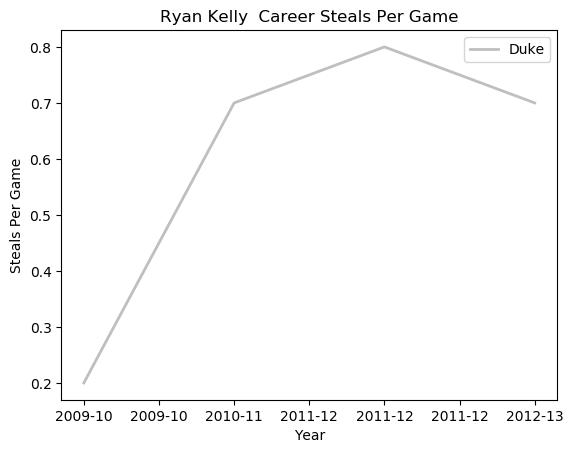 Ryan Kelly  Career Steals Per Game
Duke
0.8
0.7
0.6
0.5
0.4
0.3
0.2
Steals Per Game
2009-10 2009-10 2010-11 2011-12 2011-12 2011-12 2012-13
Year